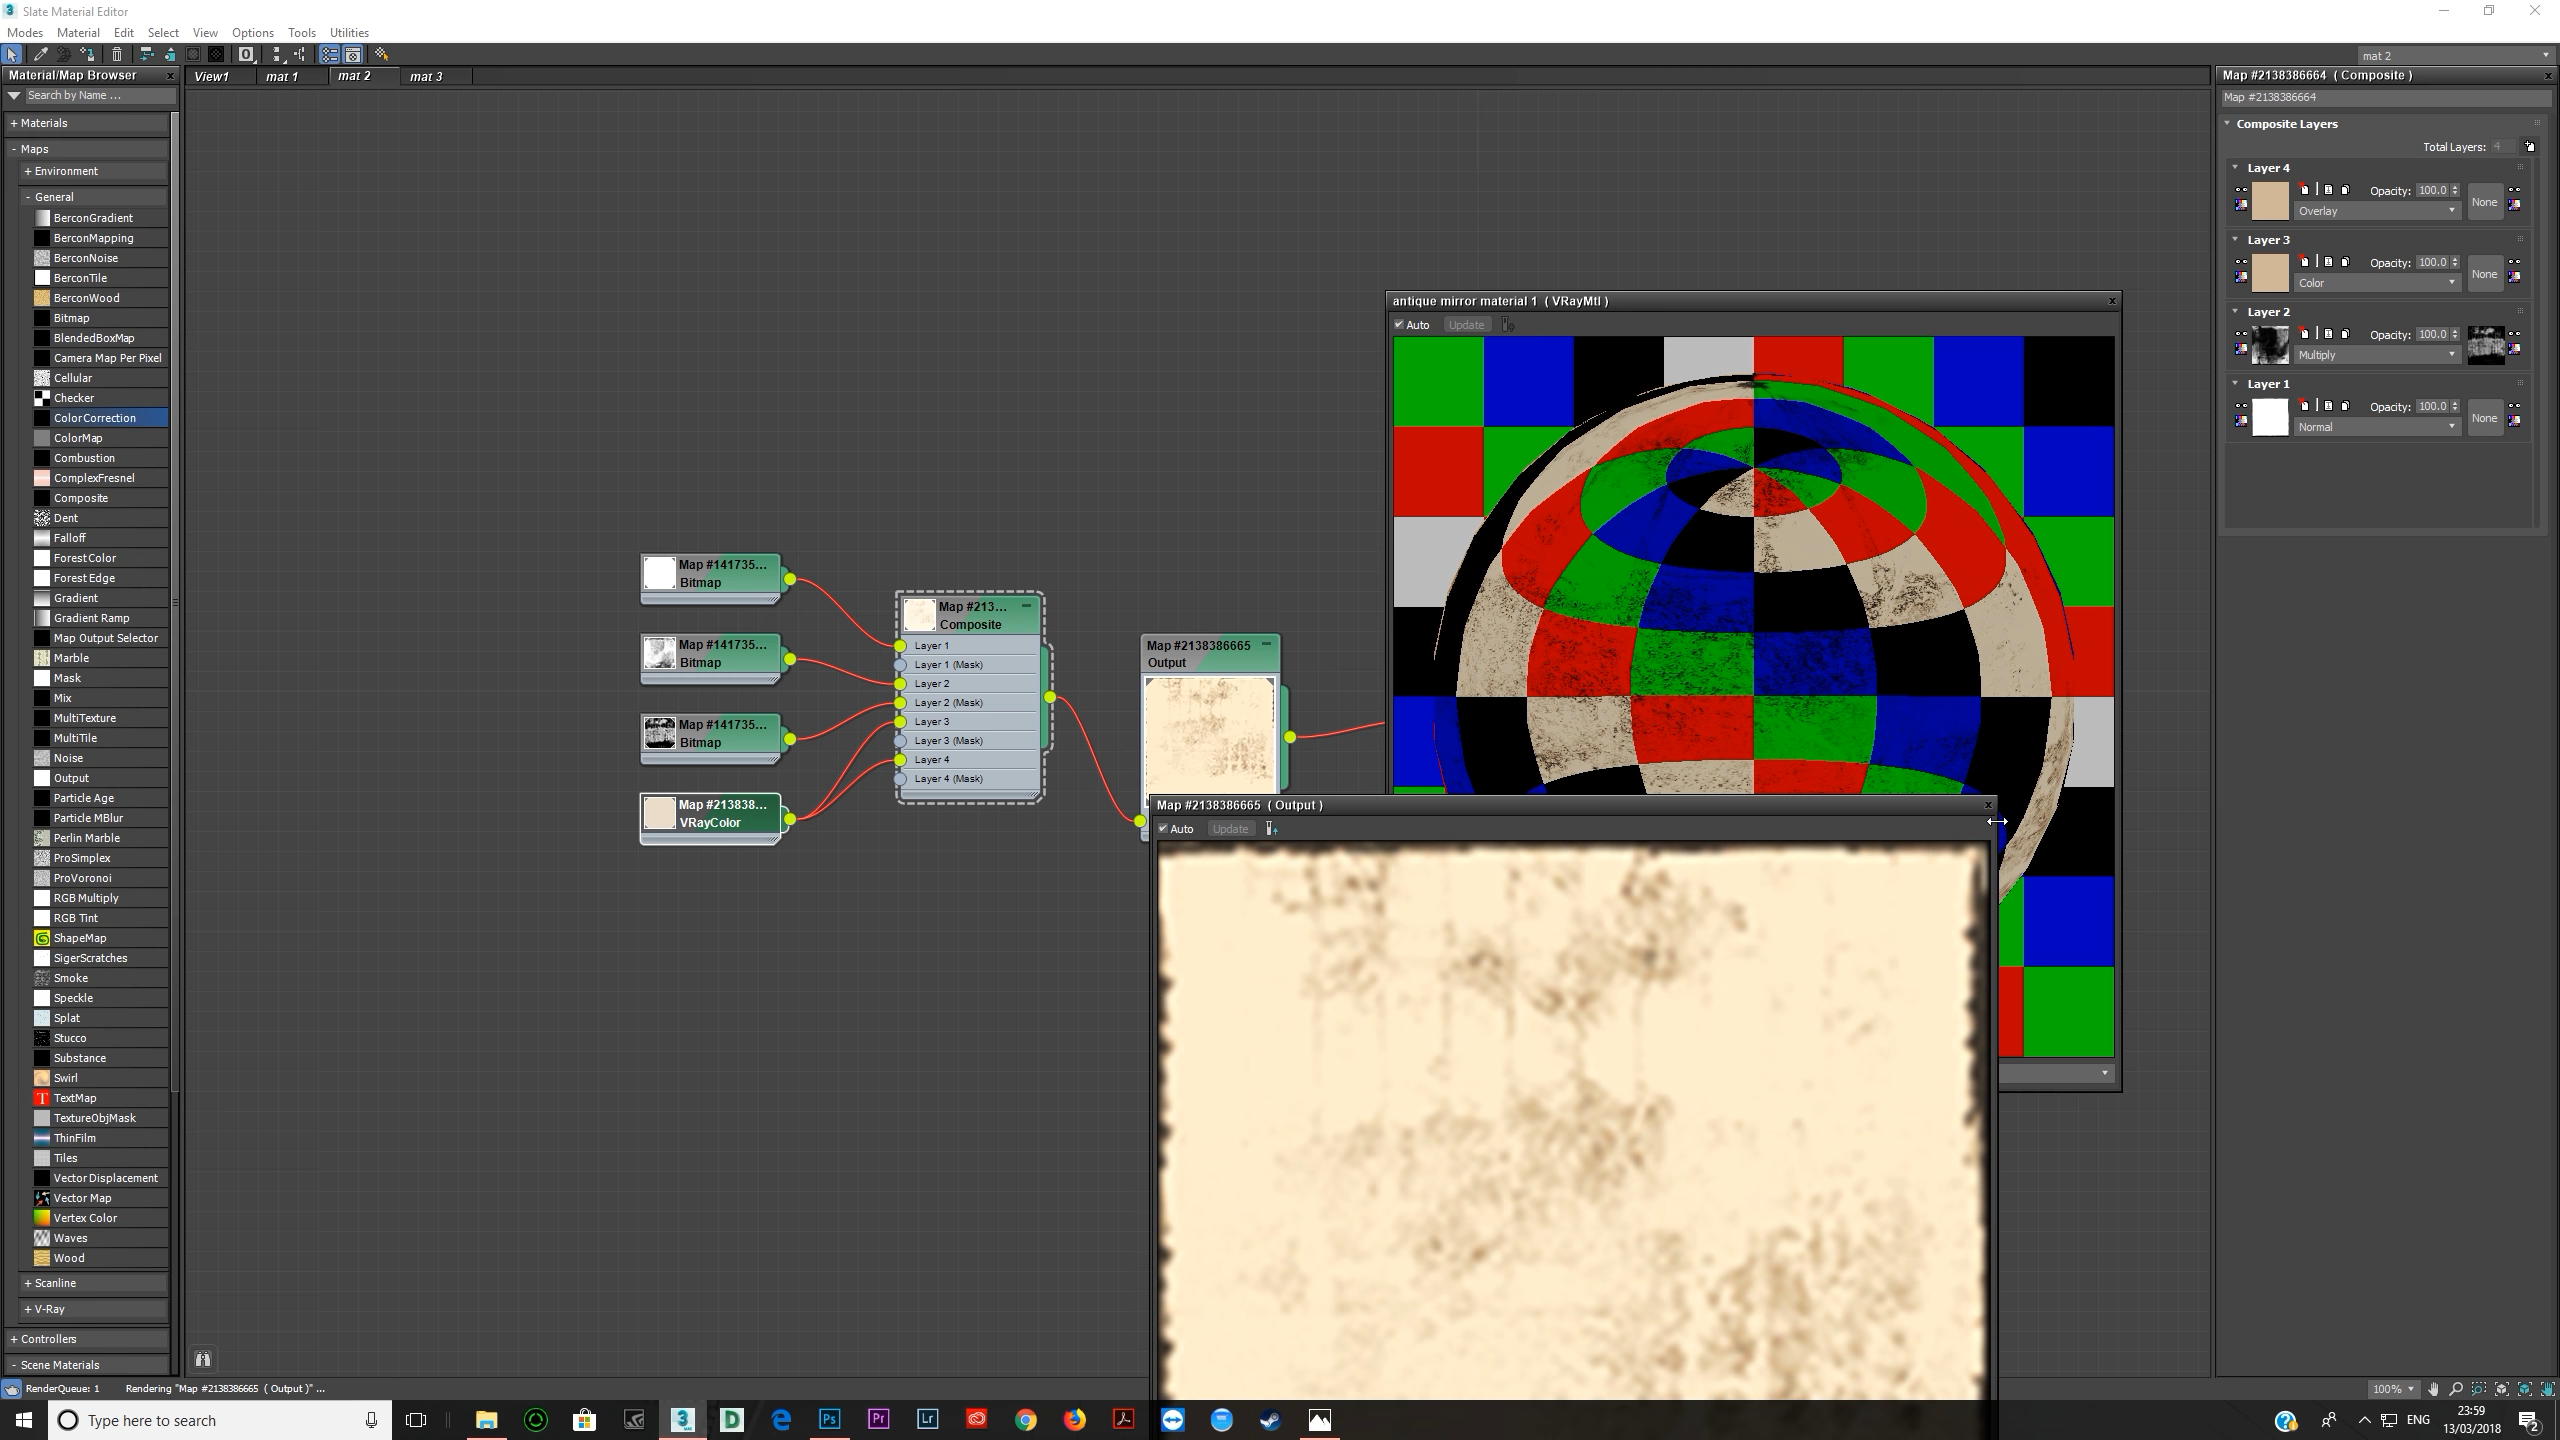 Slate Material Editor
Modes Material Edit Select View Options Tools Utilities
mat 2
Material/Map Browser
View1 mat 1 mat 2 mat 3
Search by Name ...
+ Materials
- Maps
+ Environment
- General
BerconGradient
BerconMapping
BerconNoise
BerconTile
BerconWood
Bitmap
BlendedBoxMap
Camera Map Per Pixel
Cellular
Checker
ColorCorrection
ColorMap
Combustion
ComplexFresnel
Composite
Dent
Falloff
ForestColor
Forest Edge
Gradient
Gradient Ramp
Map Output Selector
Marble
Mask
Mix
MultiTexture
MultiTile
Noise
Output
Particle Age
Particle MBlur
Perlin Marble
ProSimplex
ProVoronoi
RGB Multiply
RGB Tint
ShapeMap
SigerScratches
Smoke
Speckle
Splat
Stucco
Substance
Swirl
TextMap
TextureObjMask
ThinFilm
Tiles
Vector Displacement
Vector Map
Vertex Color
Waves
Wood
+ Scanline
+ V-Ray
+ Controllers
- Scene Materials
Map #141735...
Bitmap
Map #141735...
Bitmap
Map #141735...
Bitmap
Map #213838...
VRayColor
Map #213...
Composite
Layer 1
Layer 1 (Mask)
Layer 2
Layer 2 (Mask)
Layer 3
Layer 3 (Mask)
Layer 4
Layer 4 (Mask)
Map #2138386665
Output
antique mirror material 1 ( VRayMtl )
Auto Update
Map #2138386665 ( Output )
Auto Update
Map #2138386664 ( Composite )
Map #2138386664
Composite Layers
Total Layers: 4
Layer 4
Opacity: 100.0
Overlay
None
Layer 3
Opacity: 100.0
Color
None
Layer 2
Opacity: 100.0
Multiply
Layer 1
Opacity: 100.0
Normal
None
RenderQueue: 1 Rendering "Map #2138386665 ( Output )" ...
100%
Type here to search
Ps
Pr
Lr
ENG
23:59
13/03/2018
2